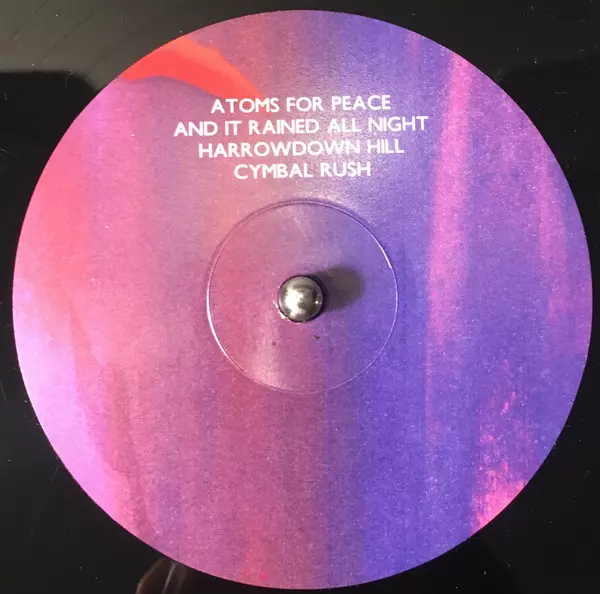 ATOMS FOR PEACE
AND IT RAINED ALL NIGHT
HARROWDOWN HILL
CYMBAL RUSH